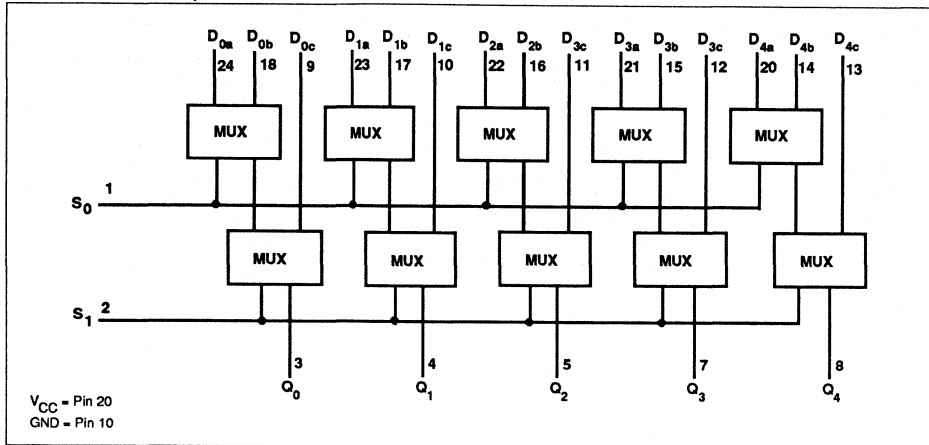 D0a D0b D0c D1a D1b D1c D2a D2b D3c D3a D3b D3c D4a D4b D4c
24 18 9 23 17 10 22 16 11 21 15 12 20 14 13
MUX MUX MUX MUX MUX
S0 1
MUX MUX MUX MUX MUX
S1 2
3 4 5 7 8
Q0 Q1 Q2 Q3 Q4
VCC = Pin 20
GND = Pin 10